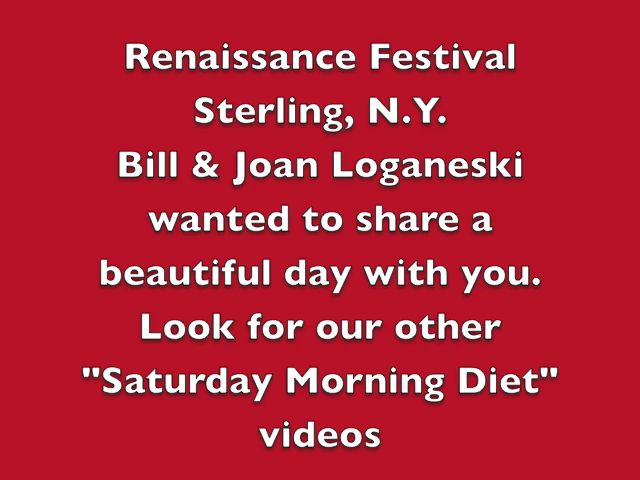 Renaissance Festival
Sterling, N.Y.
Bill & Joan Loganeski
wanted to share a
beautiful day with you.
Look for our other
"Saturday Morning Diet"
videos